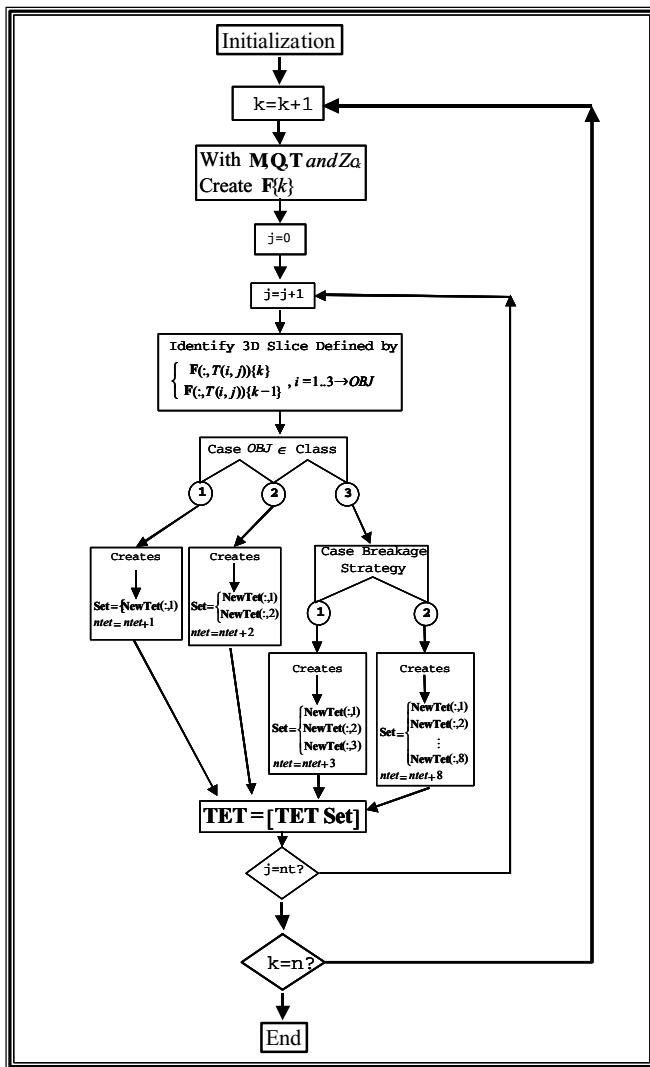 Initialization
k=k+1
With M,Q,T and Zcₖ
Create F{k}
j=0
j=j+1
Identify 3D Slice Defined by
{ F(:,T(i,j)){k}
F(:,T(i,j)){k−1} , i=1..3→OBJ
Case OBJ ∈ Class
1 2 3
Creates
Set={NewTet(:,1)
ntet=ntet+1
Creates
Set={NewTet(:,1)
NewTet(:,2)
ntet=ntet+2
Case Breakage
Strategy
1 2
Creates
Set={NewTet(:,1)
NewTet(:,2)
NewTet(:,3)
ntet=ntet+3
Creates
Set={NewTet(:,1)
NewTet(:,2)
⋮
NewTet(:,8)
ntet=ntet+8
TET=[TET Set]
j=nt?
k=n?
End